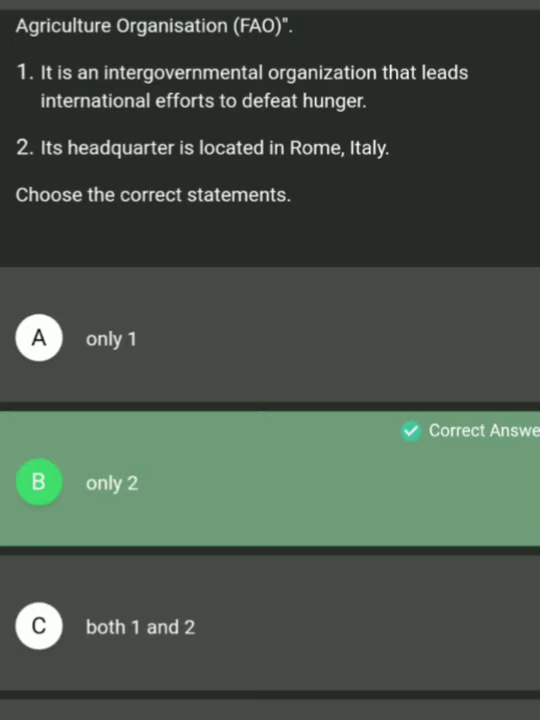 Agriculture Organisation (FAO)".
1. It is an intergovernmental organization that leads
international efforts to defeat hunger.
2. Its headquarter is located in Rome, Italy.
Choose the correct statements.
A only 1
Correct Answe
B only 2
C both 1 and 2